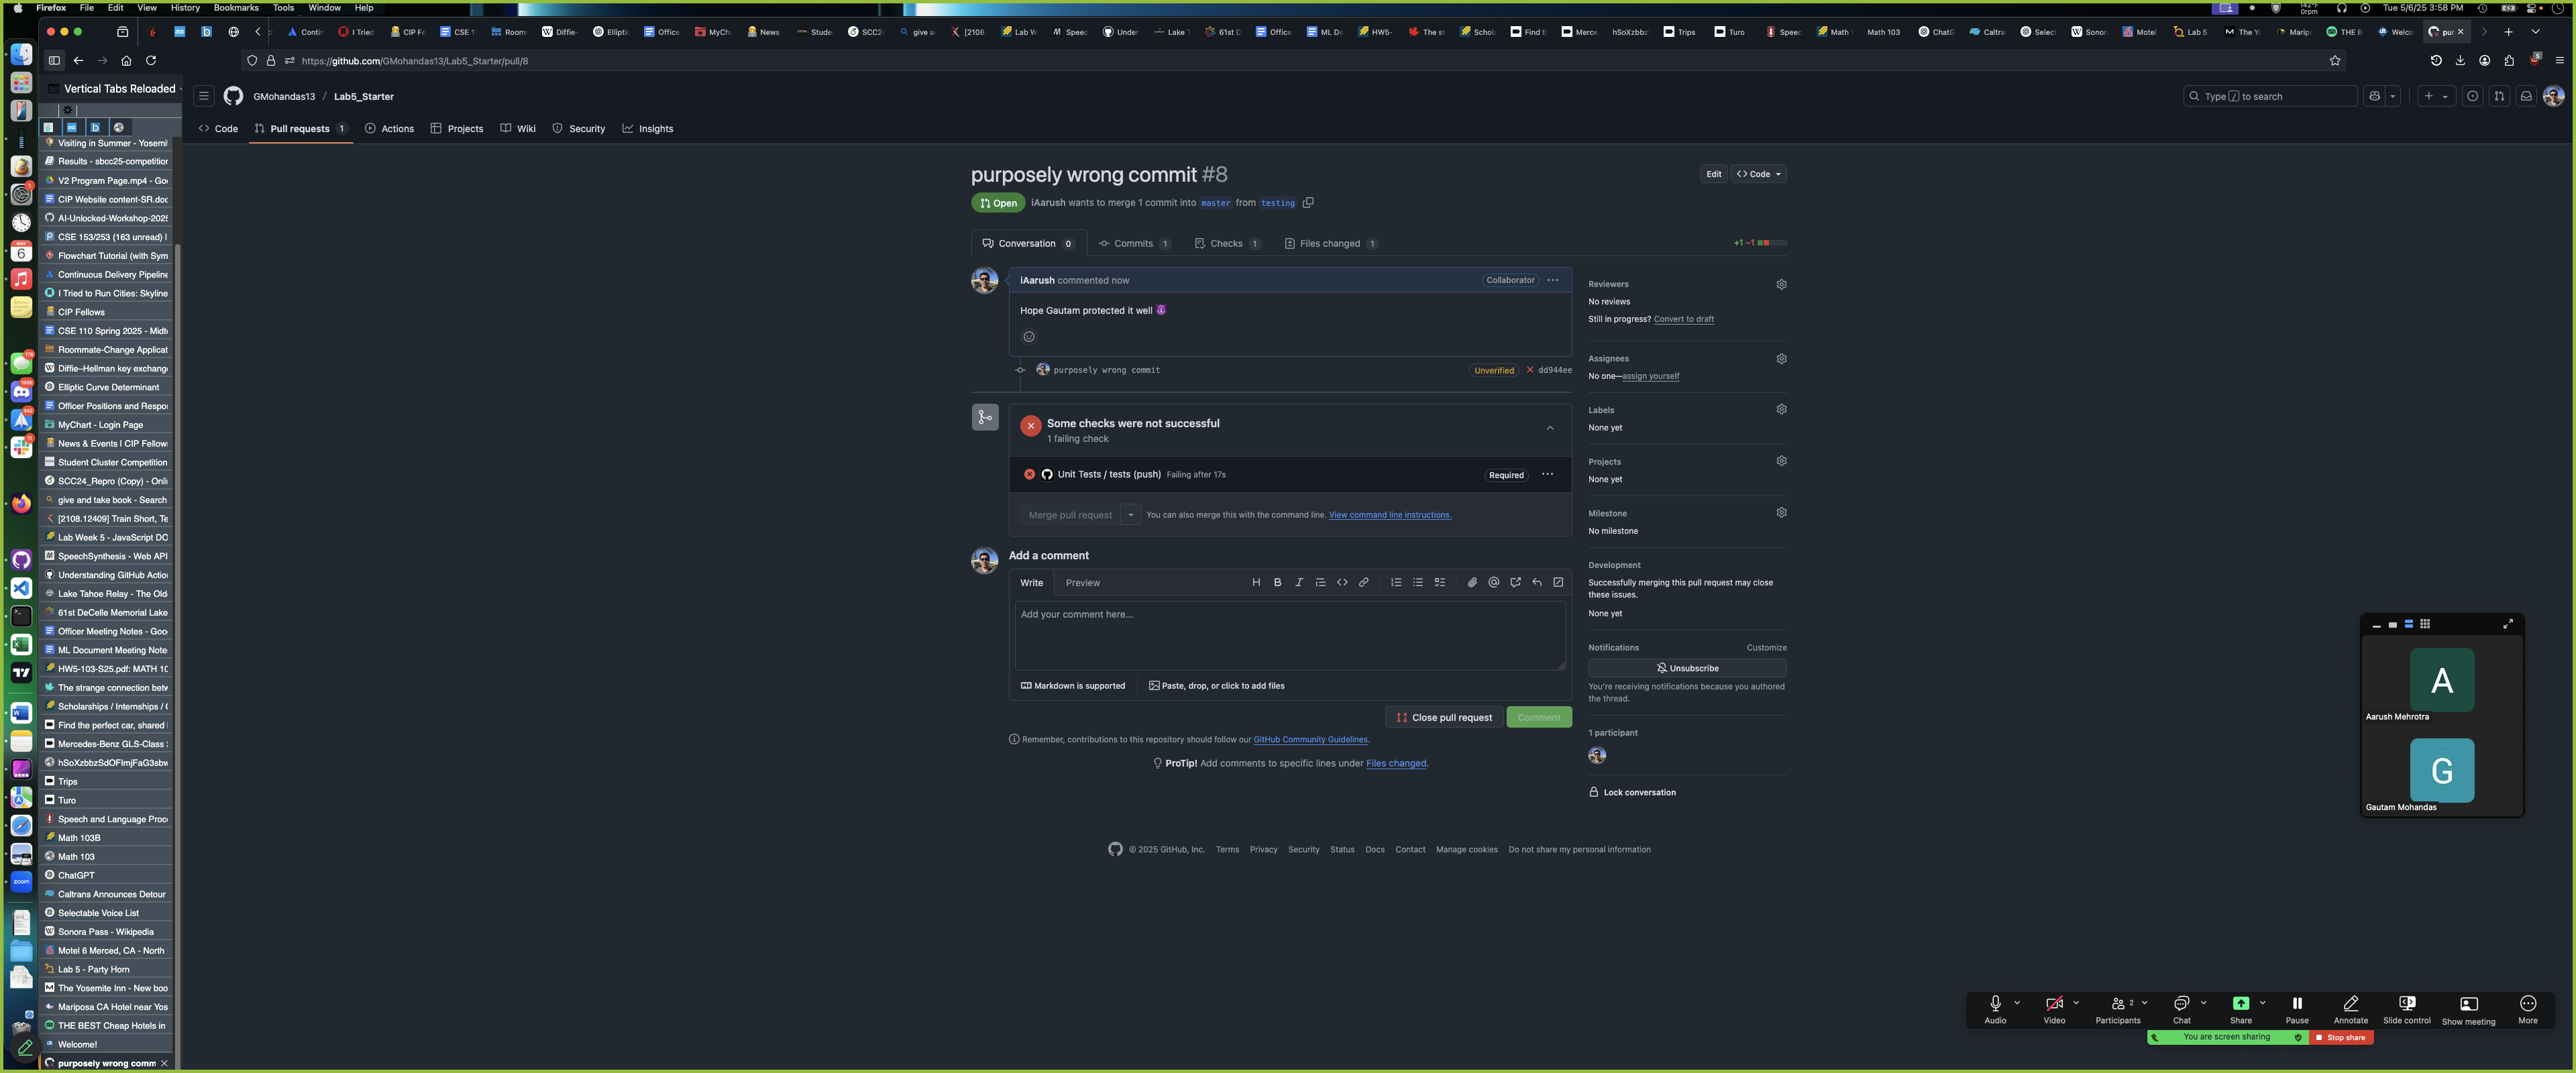 Firefox File Edit View History Bookmarks Tools Window Help
142°F
0rpm
Tue 5/6/25 3:58 PM
Contin I Tried CIP Fe CSE 1 Room Diffie- Elliptic Office MyCh News Stude SCC2 give a [2108. Lab W Speec Under Lake T 61st D Office ML Do HW5- The st Schol Find th Merce hSoXzbbz Trips Turo Speec Math Math 103 ChatG Caltra Select Sonor Motel Lab 5 The Y Maripo THE B Welco pur
https://github.com/GMohandas13/Lab5_Starter/pull/8
Vertical Tabs Reloaded
Visiting in Summer - Yosemit
Results - sbcc25-competition
V2 Program Page.mp4 - Goo
CIP Website content-SR.doc
AI-Unlocked-Workshop-2025
CSE 153/253 (163 unread) |
Flowchart Tutorial (with Sym
Continuous Delivery Pipeline
I Tried to Run Cities: Skyline
CIP Fellows
CSE 110 Spring 2025 - Midt
Roommate-Change Applicat
Diffie–Hellman key exchang
Elliptic Curve Determinant
Officer Positions and Respo
MyChart - Login Page
News & Events | CIP Fellow
Student Cluster Competition
SCC24_Repro (Copy) - Onli
give and take book - Search
[2108.12409] Train Short, Te
Lab Week 5 - JavaScript DO
SpeechSynthesis - Web API
Understanding GitHub Actio
Lake Tahoe Relay - The Old
61st DeCelle Memorial Lake
Officer Meeting Notes - Goo
ML Document Meeting Note
HW5-103-S25.pdf: MATH 10
The strange connection betw
Scholarships / Internships / C
Find the perfect car, shared
Mercedes-Benz GLS-Class
hSoXzbbzSdOFImjFaG3sbw
Trips
Turo
Speech and Language Proc
Math 103B
Math 103
ChatGPT
Caltrans Announces Detour
Selectable Voice List
Sonora Pass - Wikipedia
Motel 6 Merced, CA - North
Lab 5 - Party Horn
The Yosemite Inn - New boo
Mariposa CA Hotel near Yos
THE BEST Cheap Hotels in
Welcome!
purposely wrong comm
GMohandas13 / Lab5_Starter
Type / to search
Code Pull requests 1 Actions Projects Wiki Security Insights
purposely wrong commit #8
Edit Code
Open iAarush wants to merge 1 commit into master from testing
Conversation 0 Commits 1 Checks 1 Files changed 1
+1 −1
iAarush commented now
Collaborator
Hope Gautam protected it well 😈
purposely wrong commit
Unverified dd944ee
Some checks were not successful
1 failing check
Unit Tests / tests (push) Failing after 17s
Required
Merge pull request You can also merge this with the command line. View command line instructions.
Add a comment
Write Preview
Add your comment here...
Markdown is supported Paste, drop, or click to add files
Close pull request Comment
Remember, contributions to this repository should follow our GitHub Community Guidelines.
ProTip! Add comments to specific lines under Files changed.
Reviewers
No reviews
Still in progress? Convert to draft
Assignees
No one—assign yourself
Labels
None yet
Projects
None yet
Milestone
No milestone
Development
Successfully merging this pull request may close
these issues.
None yet
Notifications Customize
Unsubscribe
You're receiving notifications because you authored
the thread.
1 participant
Lock conversation
© 2025 GitHub, Inc. Terms Privacy Security Status Docs Contact Manage cookies Do not share my personal information
A
Aarush Mehrotra
G
Gautam Mohandas
Audio Video Participants 2 Chat Share Pause Annotate Slide control Show meeting More
You are screen sharing Stop share